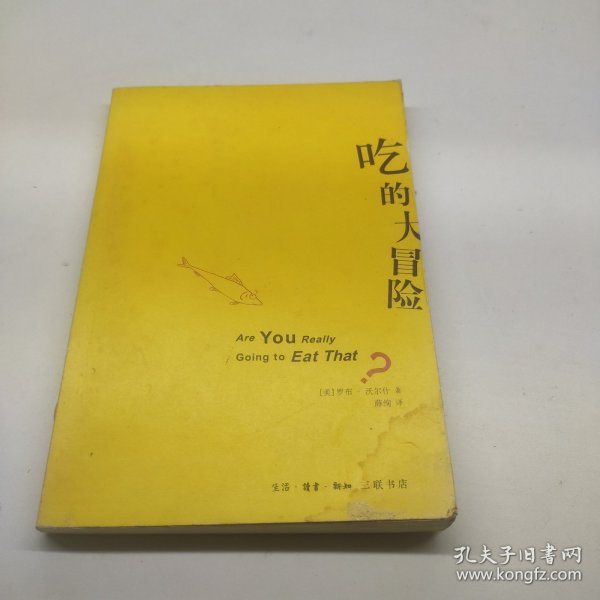 吃的大冒险
Are You Really
Going to Eat That
?
[美]罗布·沃尔什 著
薛绚 译
生活·讀書·新知 三联书店
孔夫子旧书网
www.kongfz.com